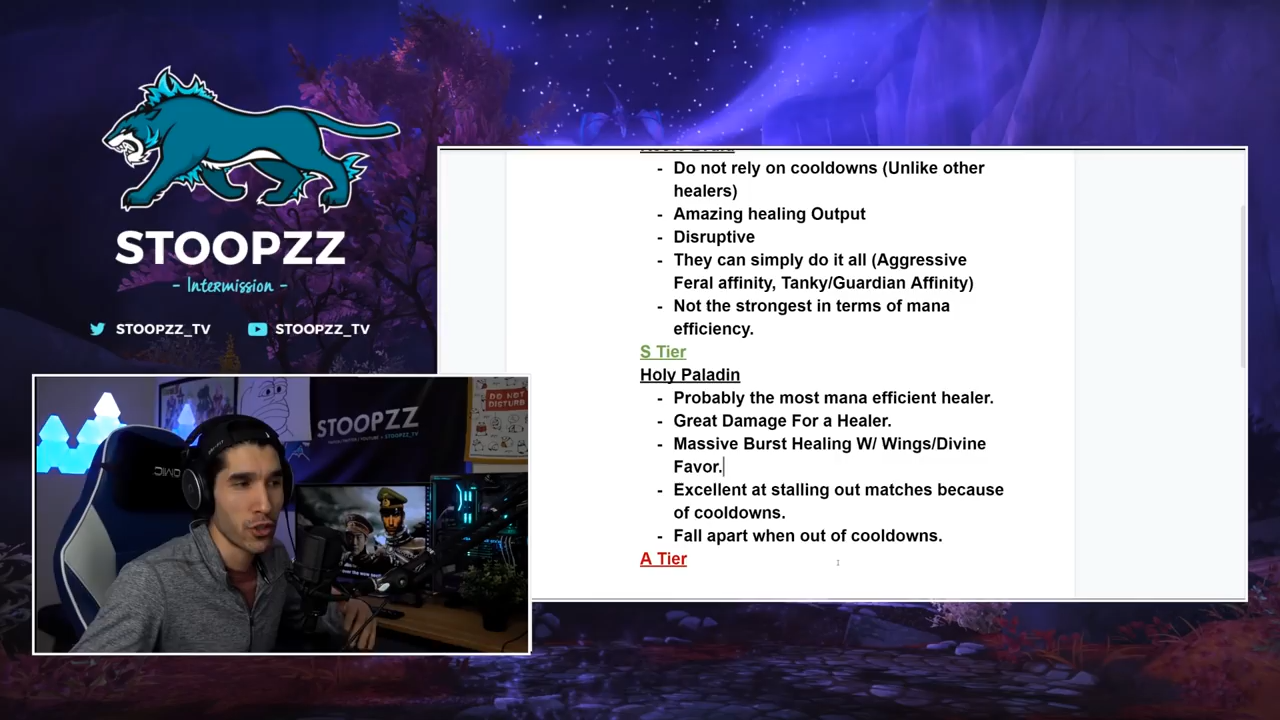 STOOPZZ
- Intermission -
STOOPZZ_TV
STOOPZZ_TV
- Do not rely on cooldowns (Unlike other
healers)
- Amazing healing Output
- Disruptive
- They can simply do it all (Aggressive
Feral affinity, Tanky/Guardian Affinity)
- Not the strongest in terms of mana
efficiency.
S Tier
Holy Paladin
- Probably the most mana efficient healer.
- Great Damage For a Healer.
- Massive Burst Healing W/ Wings/Divine
Favor.
- Excellent at stalling out matches because
of cooldowns.
- Fall apart when out of cooldowns.
A Tier
DO NOT
DISTURB
STOOPZZ